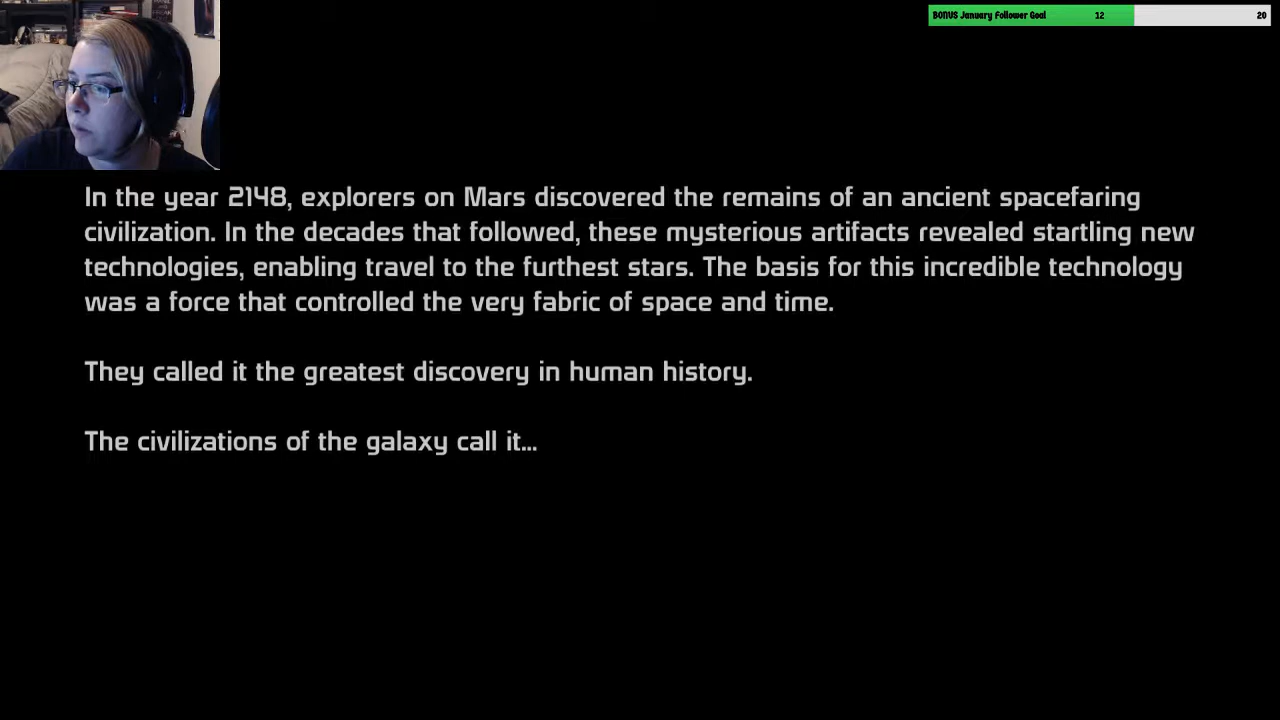 BONUS January Follower Goal 12 20
In the year 2148, explorers on Mars discovered the remains of an ancient spacefaring
civilization. In the decades that followed, these mysterious artifacts revealed startling new
technologies, enabling travel to the furthest stars. The basis for this incredible technology
was a force that controlled the very fabric of space and time.
They called it the greatest discovery in human history.
The civilizations of the galaxy call it...